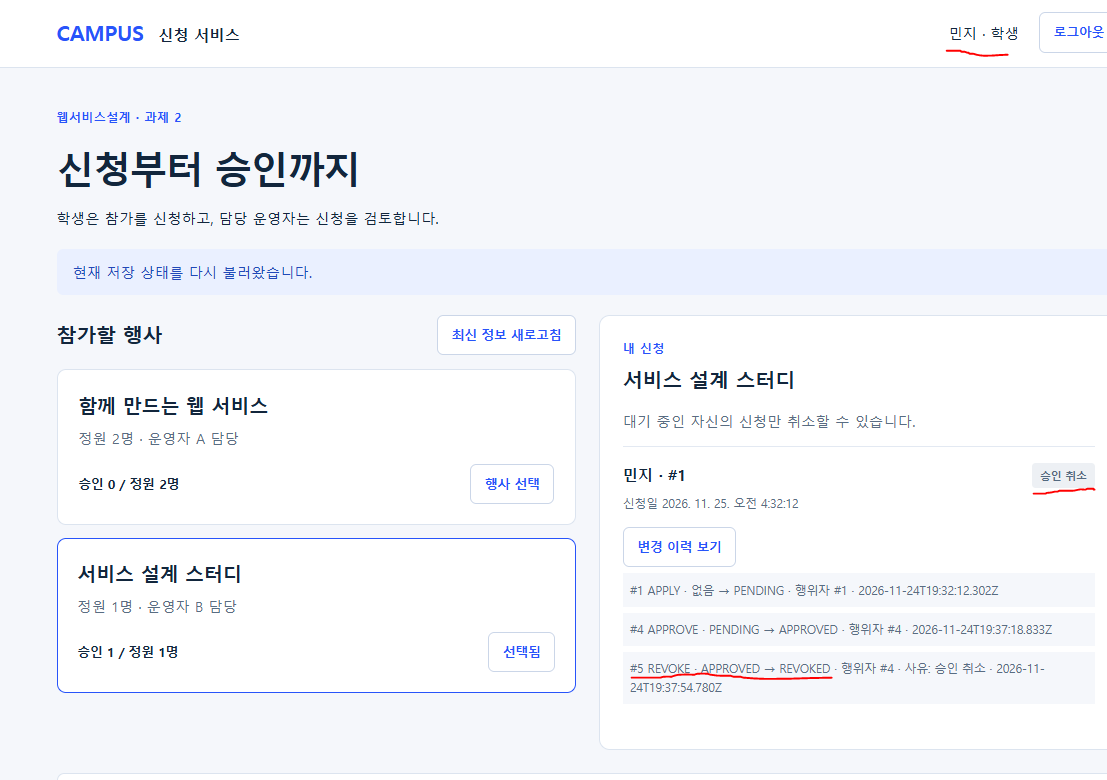 CAMPUS 신청 서비스
민지 · 학생
로그아웃
웹서비스설계 · 과제 2
신청부터 승인까지
학생은 참가를 신청하고, 담당 운영자는 신청을 검토합니다.
현재 저장 상태를 다시 불러왔습니다.
참가할 행사
최신 정보 새로고침
함께 만드는 웹 서비스
정원 2명 · 운영자 A 담당
승인 0 / 정원 2명
행사 선택
서비스 설계 스터디
정원 1명 · 운영자 B 담당
승인 1 / 정원 1명
선택됨
내 신청
서비스 설계 스터디
대기 중인 자신의 신청만 취소할 수 있습니다.
민지 · #1
승인 취소
신청일 2026. 11. 25. 오전 4:32:12
변경 이력 보기
#1 APPLY · 없음 → PENDING · 행위자 #1 · 2026-11-24T19:32:12.302Z
#4 APPROVE · PENDING → APPROVED · 행위자 #4 · 2026-11-24T19:37:18.833Z
#5 REVOKE · APPROVED → REVOKED · 행위자 #4 · 사유: 승인 취소 · 2026-11-
24T19:37:54.780Z